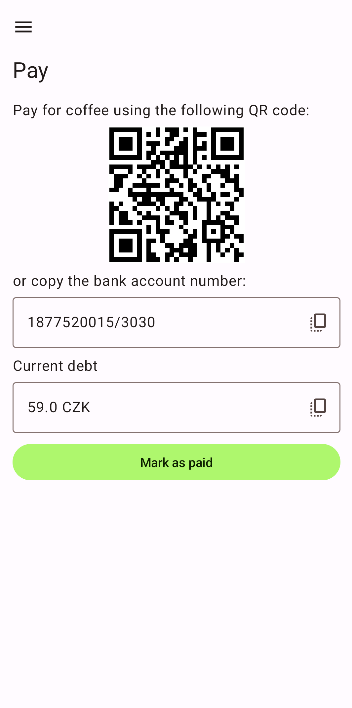 Pay
Pay for coffee using the following QR code:
or copy the bank account number:
1877520015/3030
Current debt
59.0 CZK
Mark as paid